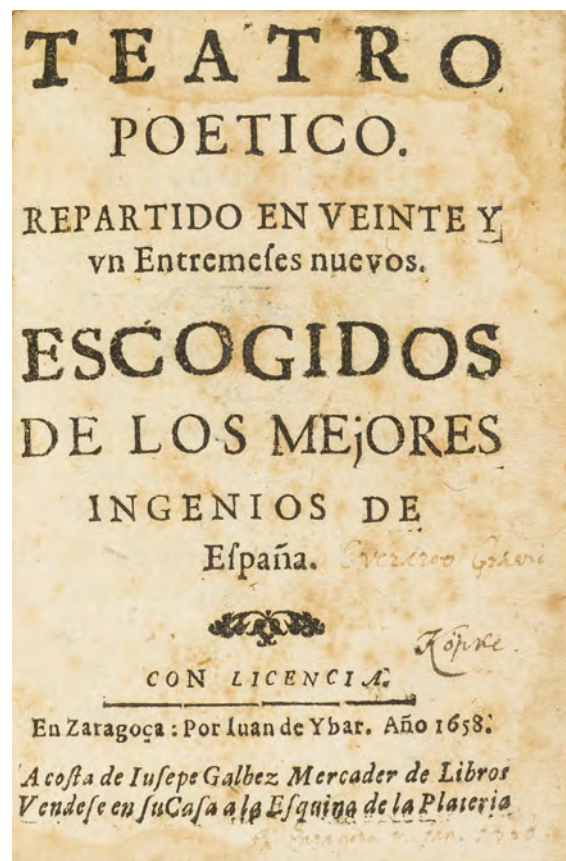 TEATRO
POETICO.
REPARTIDO EN VEINTE Y
vn Entremeſes nuevos.
ESCOGIDOS
DE LOS MEjORES
INGENIOS DE
Eſpaña.
Köpke.
CON LICENCIA.
En Zaragoça : Por Iuan de Ybar. Año 1658.
A coſta de Iuſepe Galbez Mercader de Libros
Vendeſe en ſu Caſa a la Eſquina de la Plateria